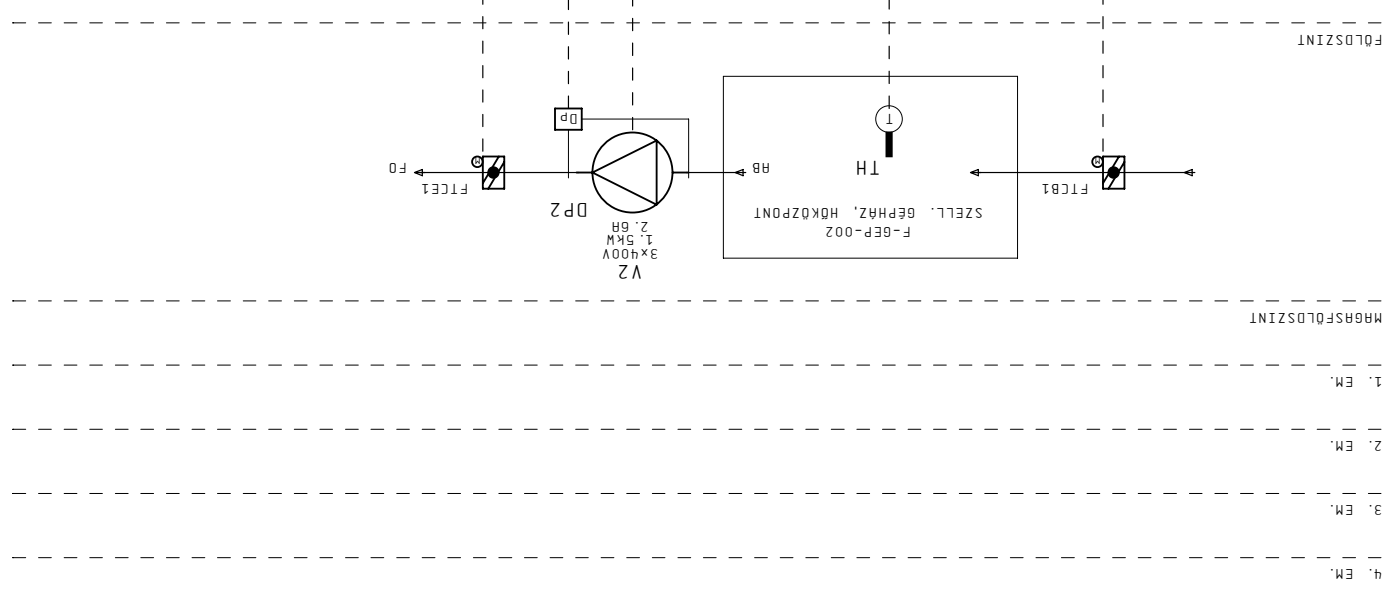 4. EM.
3. EM.
2. EM.
1. EM.
MAGASFÖLDSZINT
V2
3x400V
1.5kW
2.6A
F-GEP-002
SZELL. GÉPHÁZ, HŐKÖZPONT
DP2
FTCB1
FTCE1
TH
AB
FO
M
M
T
Dp
FÖLDSZINT